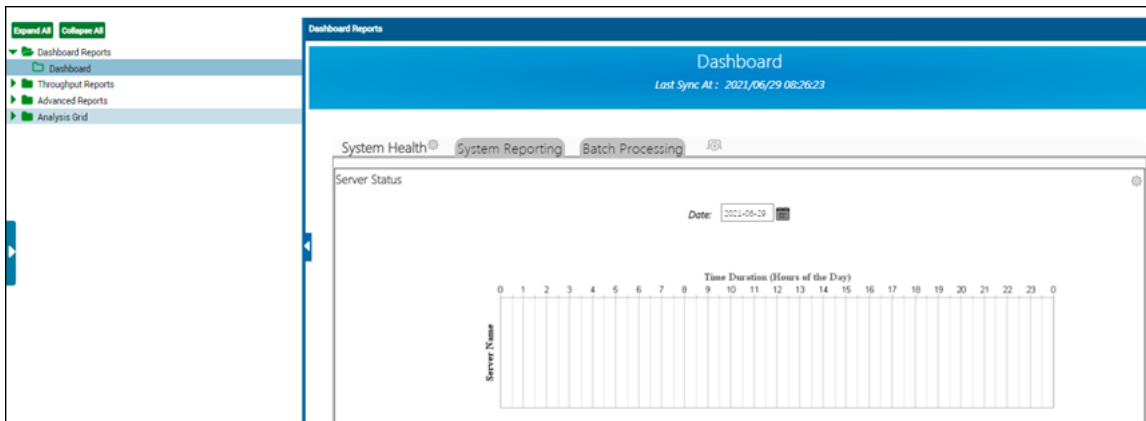 Expand All Collapse All
Dashboard Reports
Dashboard
Throughput Reports
Advanced Reports
Analysis Grid
Dashboard Reports
Dashboard
Last Sync At : 2021/06/29 08:26:23
System Health System Reporting Batch Processing
Server Status
Date: 2021-06-29
Time Duration (Hours of the Day)
0 1 2 3 4 5 6 7 8 9 10 11 12 13 14 15 16 17 18 19 20 21 22 23 0
Server Name